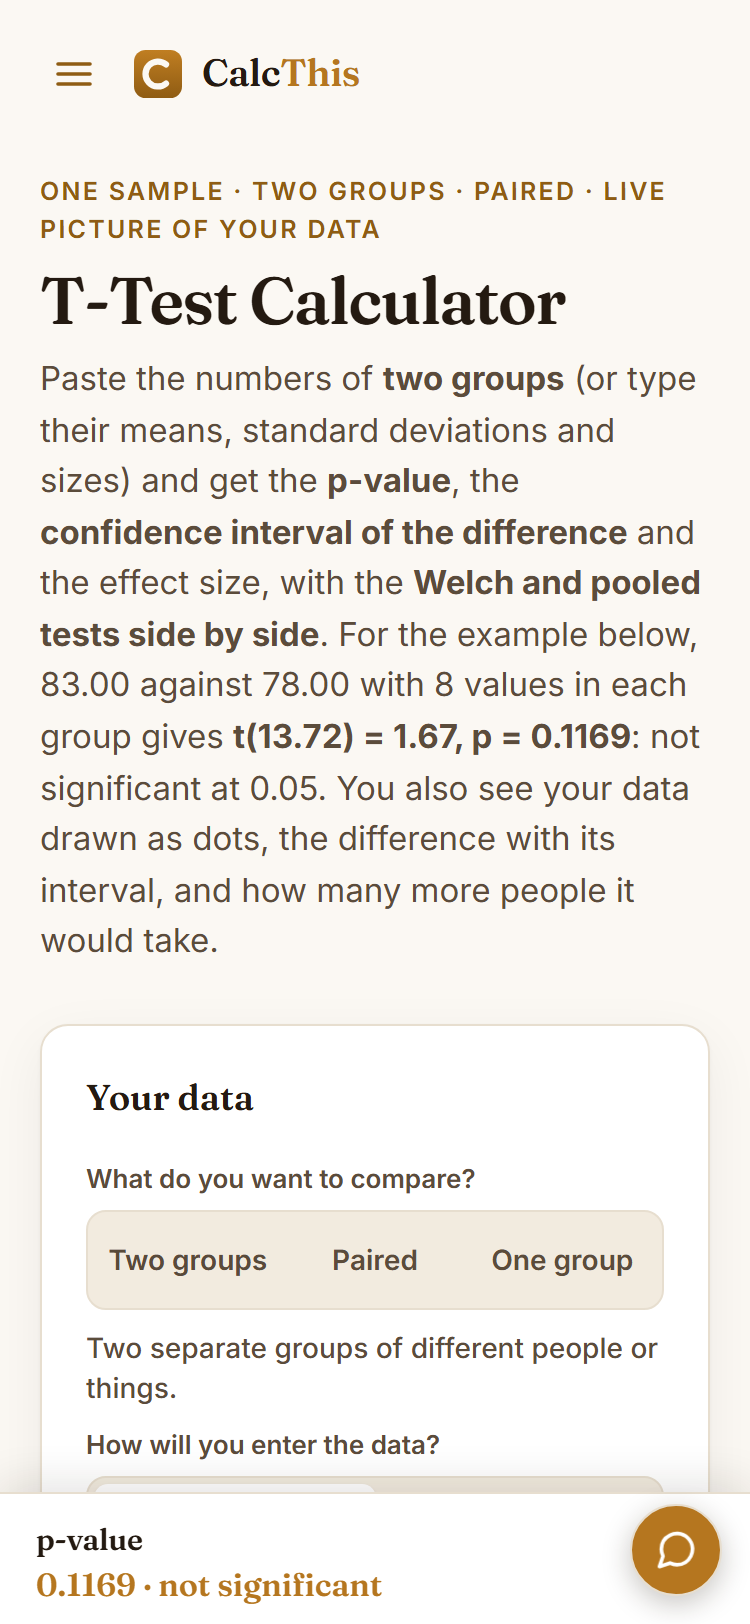 CalcThis
ONE SAMPLE · TWO GROUPS · PAIRED · LIVE
PICTURE OF YOUR DATA
T-Test Calculator
Paste the numbers of two groups (or type
their means, standard deviations and
sizes) and get the p-value, the
confidence interval of the difference and
the effect size, with the Welch and pooled
tests side by side. For the example below,
83.00 against 78.00 with 8 values in each
group gives t(13.72) = 1.67, p = 0.1169: not
significant at 0.05. You also see your data
drawn as dots, the difference with its
interval, and how many more people it
would take.
Your data
What do you want to compare?
Two groups Paired One group
Two separate groups of different people or
things.
How will you enter the data?
p-value
0.1169 · not significant